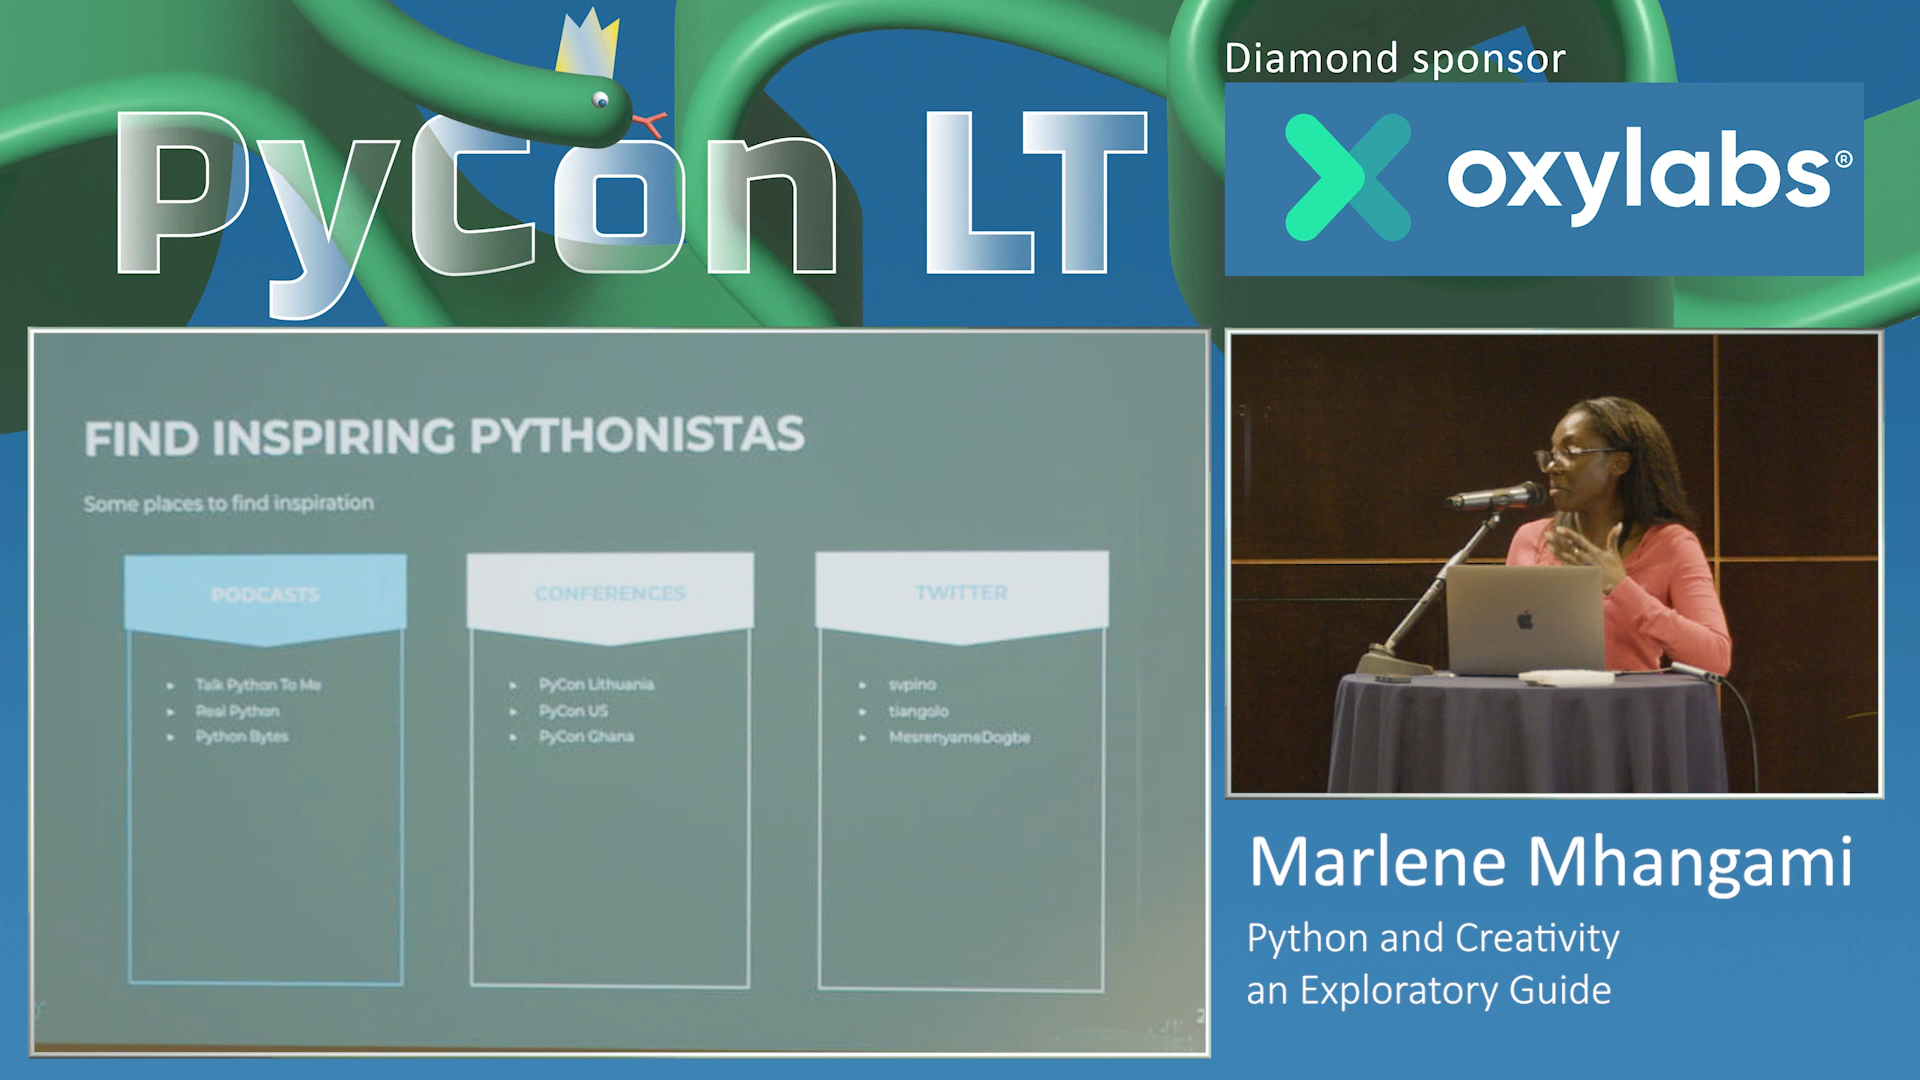 PyCon LT
Diamond sponsor
oxylabs®
FIND INSPIRING PYTHONISTAS
Some places to find inspiration
PODCASTS
Talk Python To Me
Real Python
Python Bytes
CONFERENCES
PyCon Lithuania
PyCon US
PyCon Ghana
TWITTER
svpino
tiangolo
MesrenyameDogbe
Marlene Mhangami
Python and Creativity
an Exploratory Guide